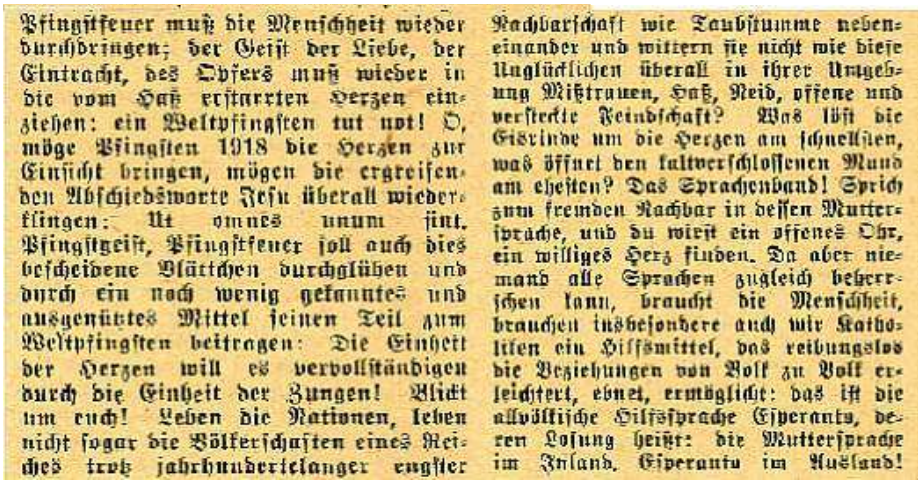 Pfingstfeuer muß die Menschheit wieder
durchdringen; der Geist der Liebe, der
Eintracht, des Opfers muß wieder in
die vom Haß erstarrten Herzen ein-
ziehen: ein Weltpfingsten tut not! O,
möge Pfingsten 1918 die Herzen zur
Einsicht bringen, mögen die ergreifen-
den Abschiedsworte Jesu überall wieder-
klingen: Ut omnes unum sint.
Pfingstgeist, Pfingstfeuer soll auch dies
bescheidene Blättchen durchglühen und
durch ein noch wenig gekanntes und
ausgenütztes Mittel seinen Teil zum
Weltpfingsten beitragen: Die Einheit
der Herzen will es vervollständigen
durch die Einheit der Zungen! Blickt
um euch! Leben die Nationen, leben
nicht sogar die Völkerschaften eines Rei-
ches trotz jahrhundertelanger engster
Nachbarschaft wie Taubstumme neben-
einander und wittern sie nicht wie diese
Unglücklichen überall in ihrer Umgeb-
ung Mißtrauen, Haß, Neid, offene und
versteckte Feindschaft? Was löst die
Eisrinde um die Herzen am schnellsten,
was öffnet den kaltverschlossenen Mund
am ehesten? Das Sprachenband! Sprich
zum fremden Nachbar in dessen Mutter-
sprache, und du wirst ein offenes Ohr,
ein williges Herz finden. Da aber nie-
mand alle Sprachen zugleich beherr-
schen kann, braucht die Menschheit,
brauchen insbesondere auch wir Katho-
liken ein Hilfsmittel, das reibungslos
die Beziehungen von Volk zu Volk er-
leichtert, ebnet, ermöglicht: das ist die
allvölkische Hilfssprache Esperanto, de-
ren Losung heißt: die Muttersprache
im Inland, Esperanto im Ausland!